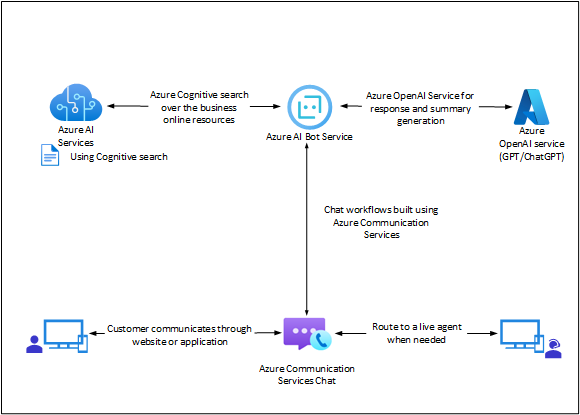 Azure Cognitive search
over the business
online resources
Azure OpenAI Service for
response and summary
generation
Azure AI
Services
Using Cognitive search
Azure AI Bot Service
Azure
OpenAI service
(GPT/ChatGPT)
Chat workflows built using
Azure Communication
Services
Customer communicates through
website or application
Route to a live agent
when needed
Azure Communication
Services Chat